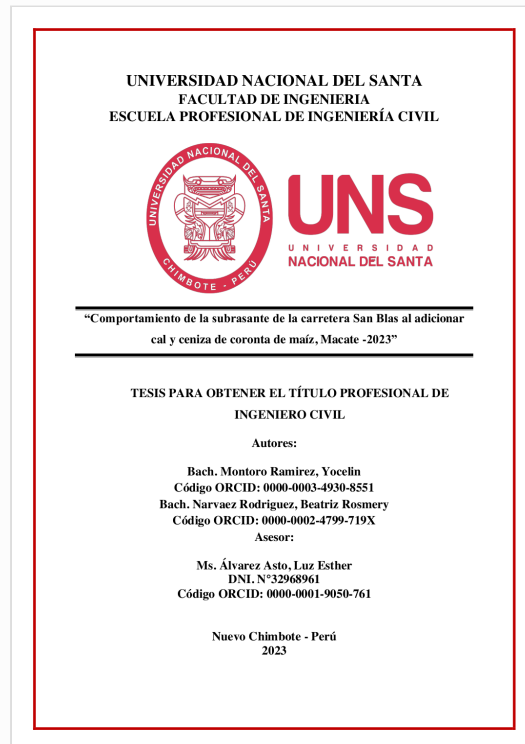 UNIVERSIDAD NACIONAL DEL SANTA
FACULTAD DE INGENIERIA
ESCUELA PROFESIONAL DE INGENIERÍA CIVIL
UNIVERSIDAD NACIONAL DEL SANTA
CHIMBOTE - PERÚ
UNS
UNIVERSIDAD
NACIONAL DEL SANTA
“Comportamiento de la subrasante de la carretera San Blas al adicionar
cal y ceniza de coronta de maíz, Macate -2023”
TESIS PARA OBTENER EL TÍTULO PROFESIONAL DE
INGENIERO CIVIL
Autores:
Bach. Montoro Ramirez, Yocelin
Código ORCID: 0000-0003-4930-8551
Bach. Narvaez Rodriguez, Beatriz Rosmery
Código ORCID: 0000-0002-4799-719X
Asesor:
Ms. Álvarez Asto, Luz Esther
DNI. N°32968961
Código ORCID: 0000-0001-9050-761
Nuevo Chimbote - Perú
2023